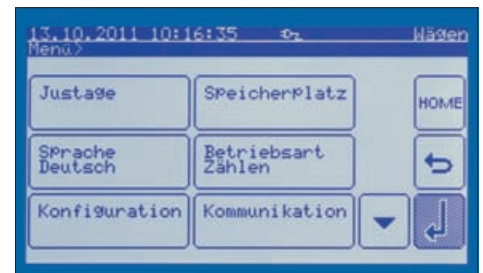 13.10.2011 10:16:35 Wägen
Menü>
Justage
Speicherplatz
HOME
Sprache
Deutsch
Betriebsart
Zählen
Konfiguration
Kommunikation